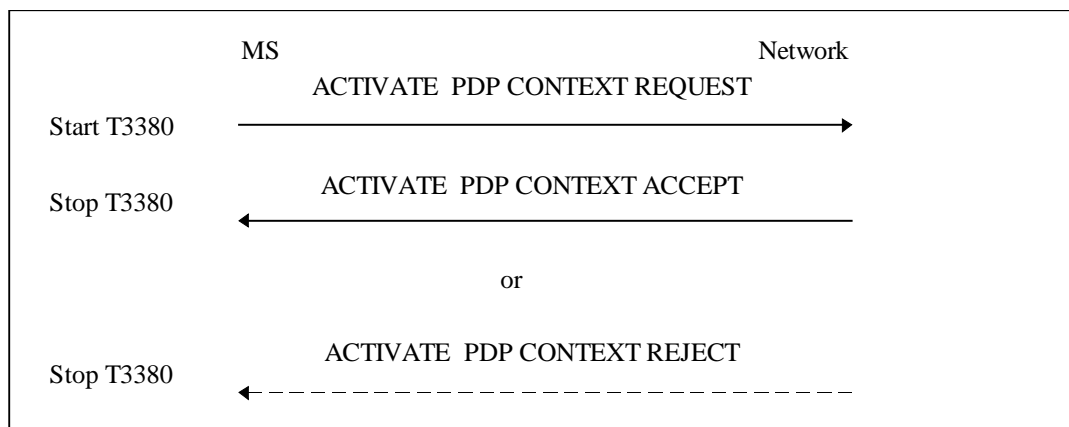 MS Network
ACTIVATE PDP CONTEXT REQUEST
Start T3380
ACTIVATE PDP CONTEXT ACCEPT
Stop T3380
or
ACTIVATE PDP CONTEXT REJECT
Stop T3380